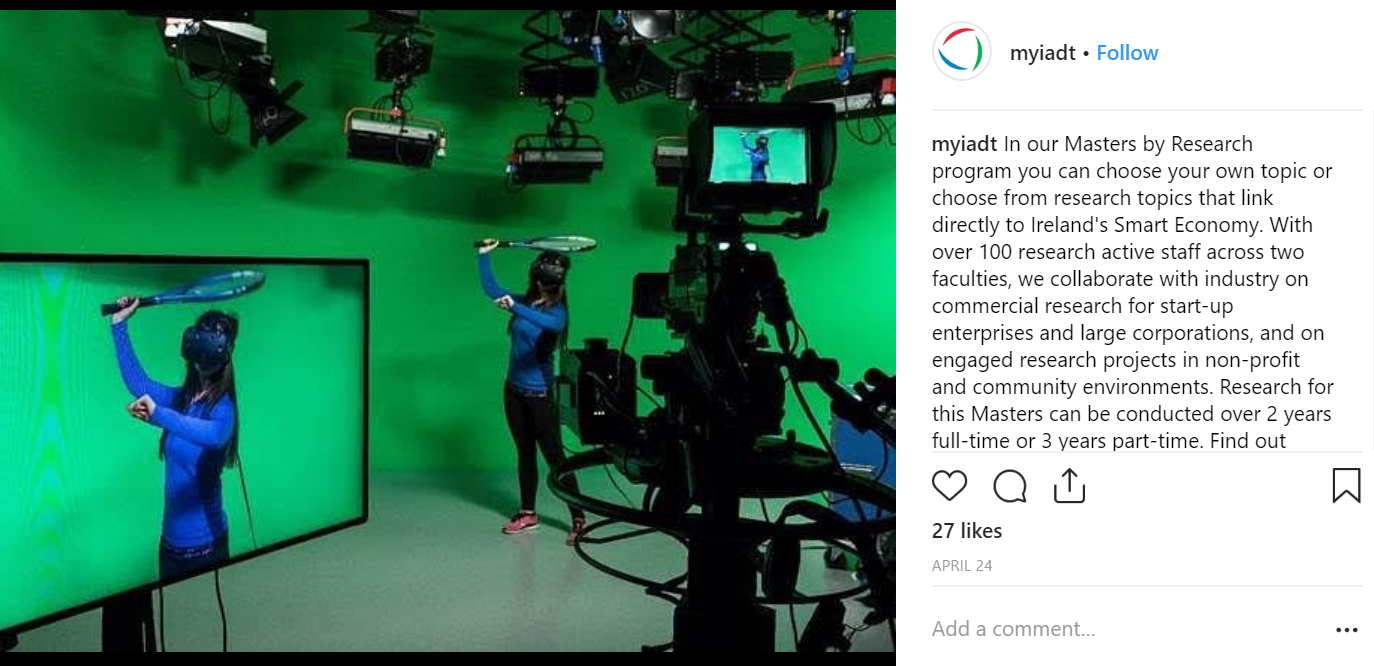 myiadt • Follow
myiadt In our Masters by Research
program you can choose your own topic or
choose from research topics that link
directly to Ireland's Smart Economy. With
over 100 research active staff across two
faculties, we collaborate with industry on
commercial research for start-up
enterprises and large corporations, and on
engaged research projects in non-profit
and community environments. Research for
this Masters can be conducted over 2 years
full-time or 3 years part-time. Find out
27 likes
APRIL 24
Add a comment...